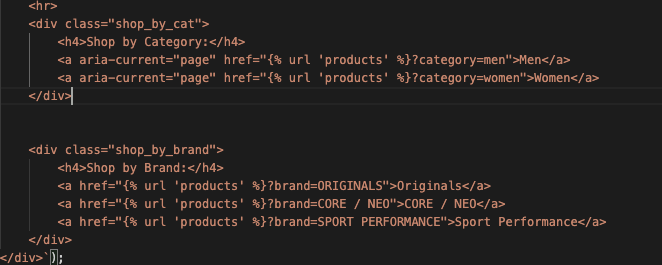 <hr>
<div class="shop_by_cat">
<h4>Shop by Category:</h4>
<a aria-current="page" href="{% url 'products' %}?category=men">Men</a>
<a aria-current="page" href="{% url 'products' %}?category=women">Women</a>
</div>
<div class="shop_by_brand">
<h4>Shop by Brand:</h4>
<a href="{% url 'products' %}?brand=ORIGINALS">Originals</a>
<a href="{% url 'products' %}?brand=CORE / NEO">CORE / NEO</a>
<a href="{% url 'products' %}?brand=SPORT PERFORMANCE">Sport Performance</a>
</div>
</div>`);